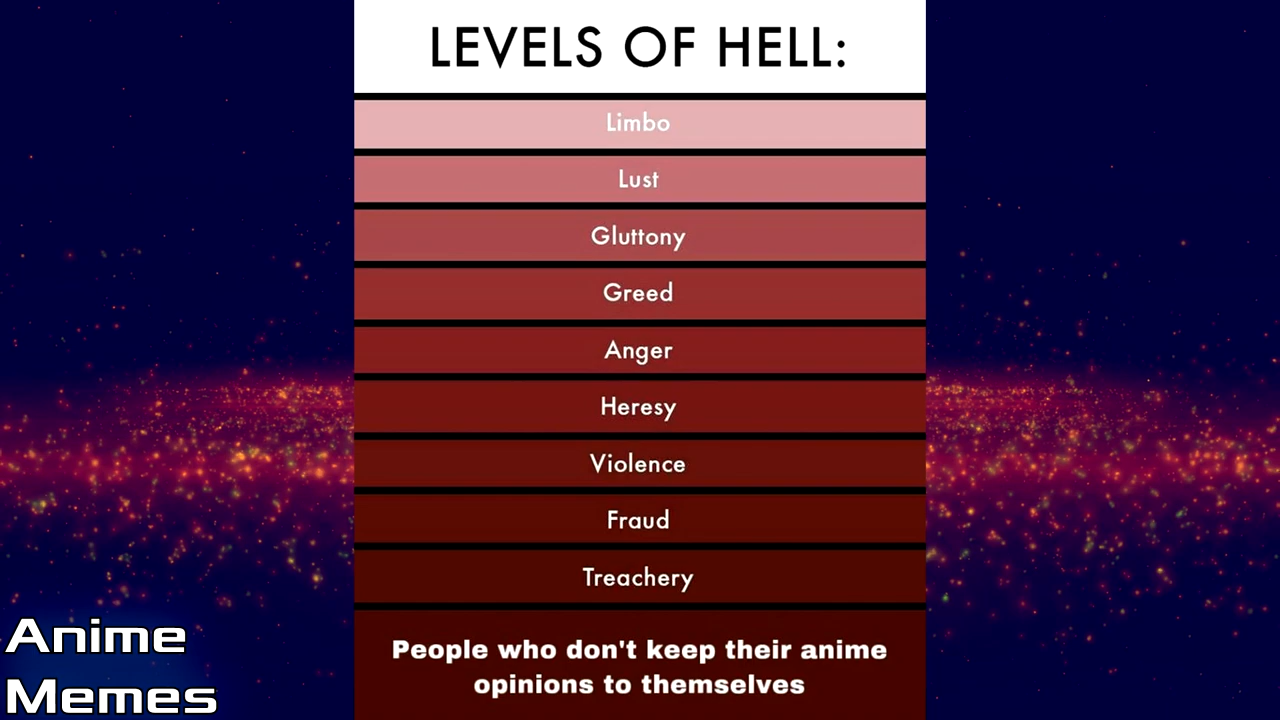 LEVELS OF HELL:
Limbo
Lust
Gluttony
Greed
Anger
Heresy
Violence
Fraud
Treachery
People who don't keep their anime
opinions to themselves
Anime
Memes